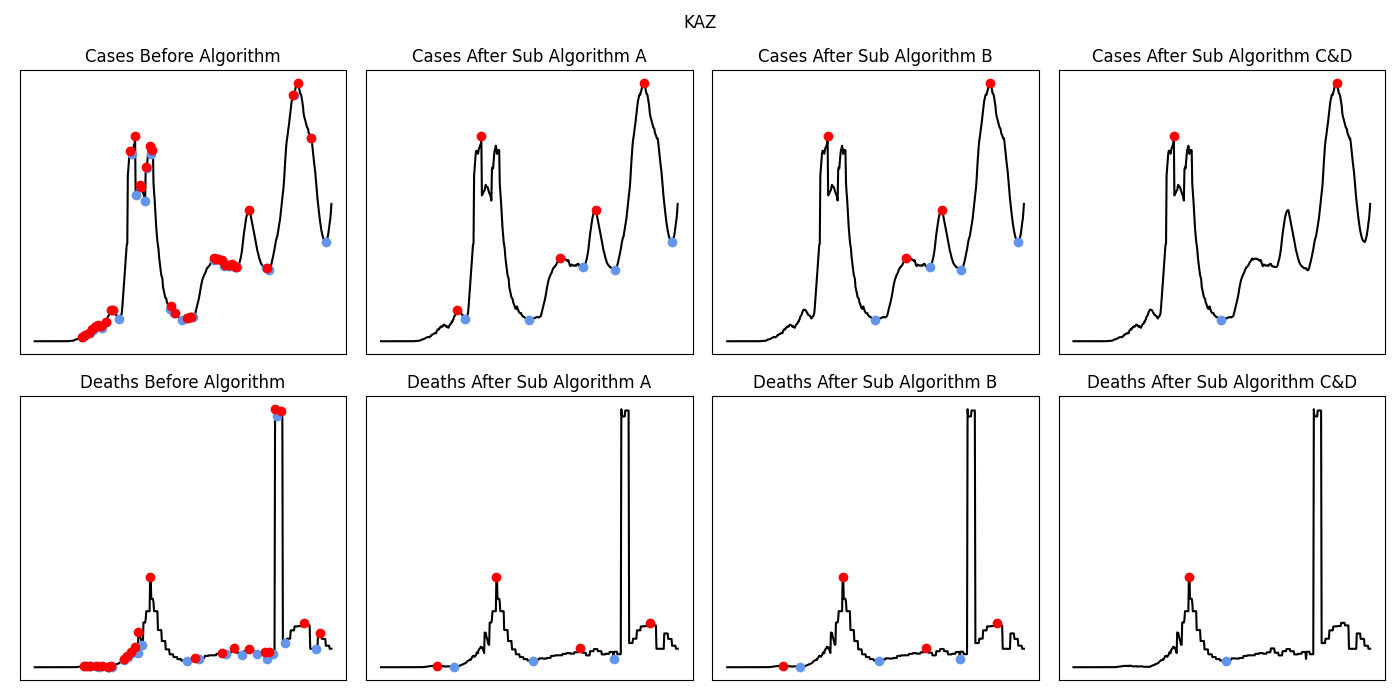 KAZ
Cases Before Algorithm
Cases After Sub Algorithm A
Cases After Sub Algorithm B
Cases After Sub Algorithm C&D
Deaths Before Algorithm
Deaths After Sub Algorithm A
Deaths After Sub Algorithm B
Deaths After Sub Algorithm C&D